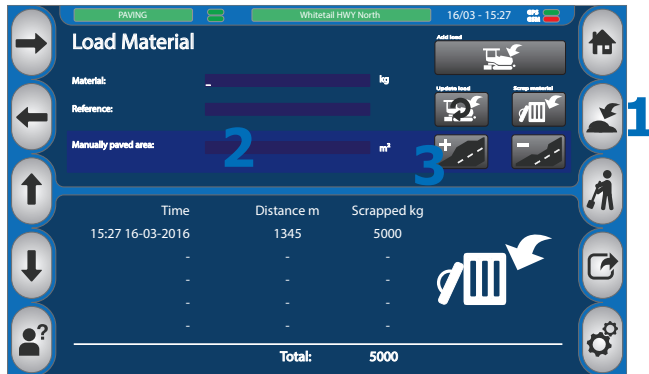 PAVING Whitetail HWY North 16/03 - 15:27 GPS GSM
Load Material
Add load
Material: _ kg
Update load Scrap material
Reference:
Manually paved area: m²
1
2
3
+ -
?
Time Distance m Scrapped kg
15:27 16-03-2016 1345 5000
- - -
- - -
- - -
- - -
Total: 5000